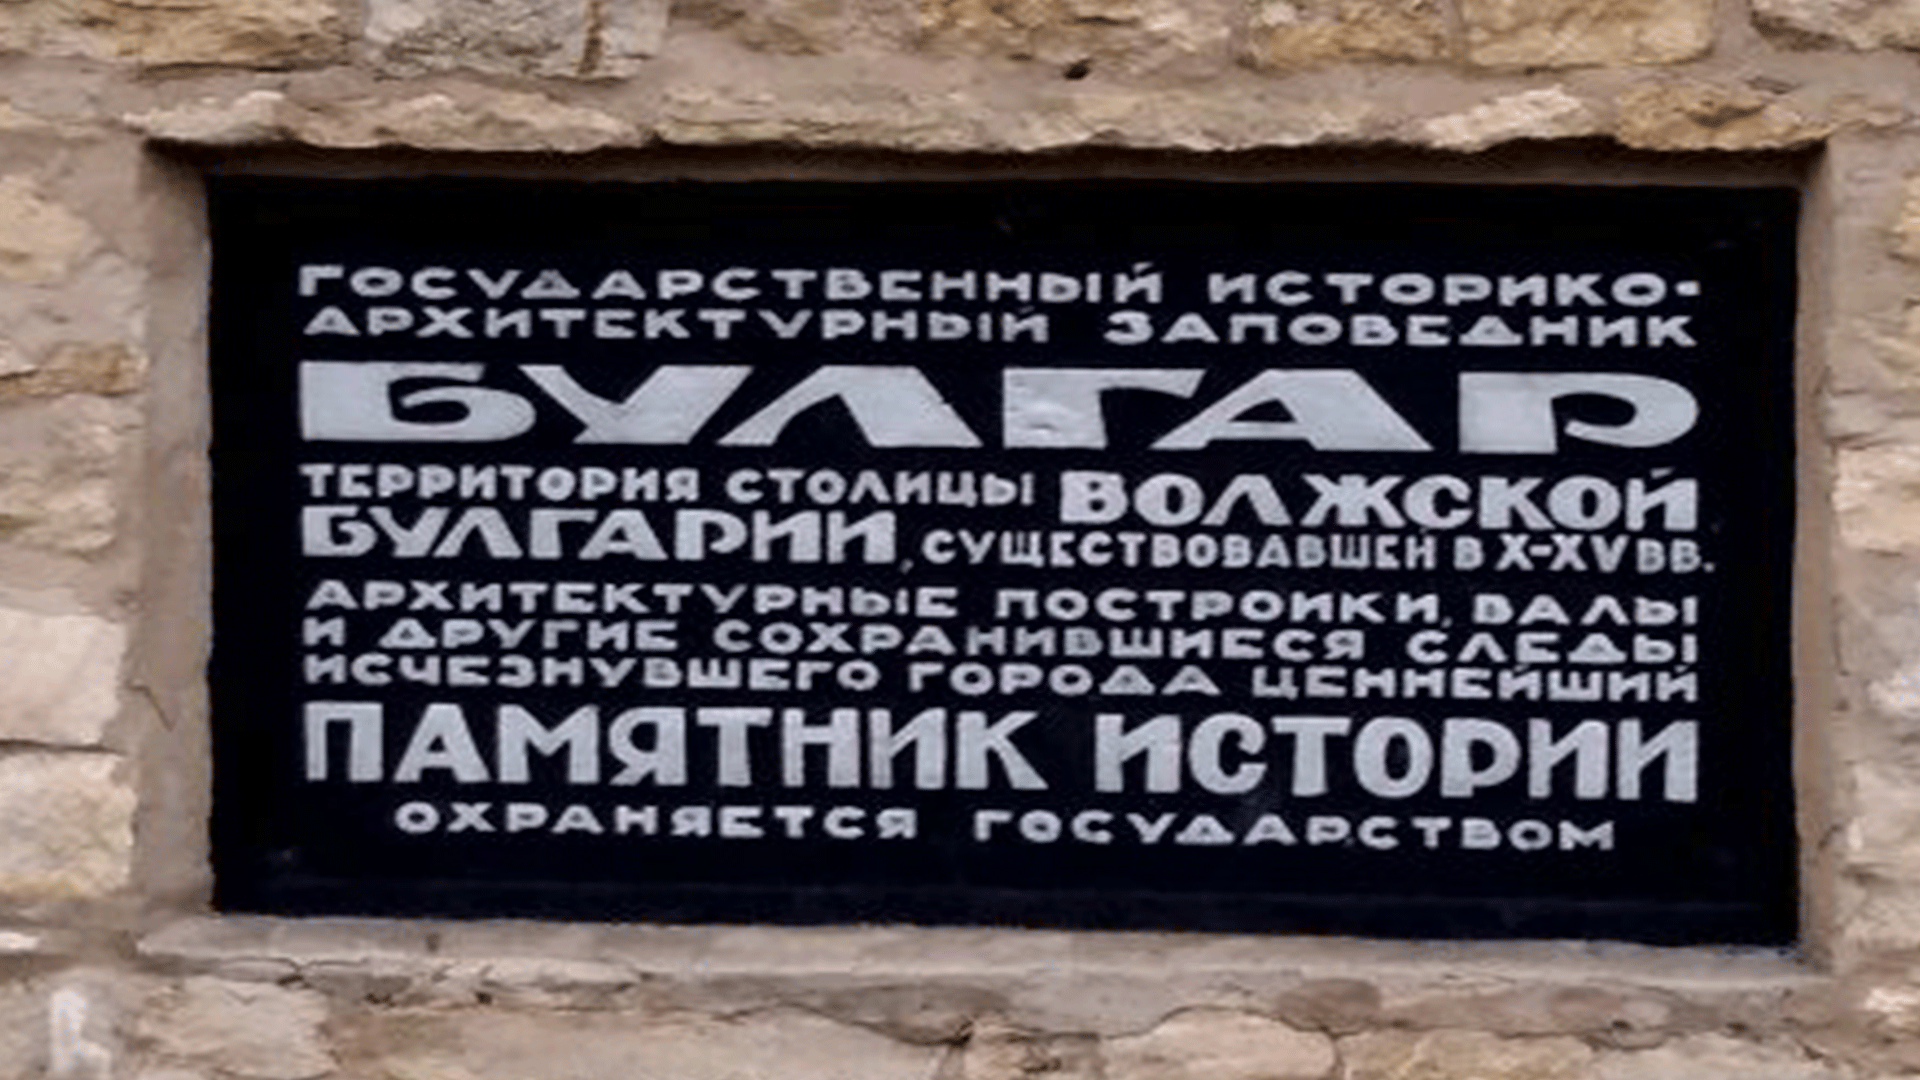 ГОСУДАРСТВЕННЫЙ ИСТОРИКО-
АРХИТЕКТУРНЫЙ ЗАПОВЕДНИК
БУЛГАР
ТЕРРИТОРИЯ СТОЛИЦЫ ВОЛЖСКОЙ
БУЛГАРИИ, СУЩЕСТВОВАВШЕЙ В X-XV ВВ.
АРХИТЕКТУРНЫЕ ПОСТРОЙКИ, ВАЛЫ
И ДРУГИЕ СОХРАНИВШИЕСЯ СЛЕДЫ
ИСЧЕЗНУВШЕГО ГОРОДА ЦЕННЕЙШИЙ
ПАМЯТНИК ИСТОРИИ
ОХРАНЯЕТСЯ ГОСУДАРСТВОМ